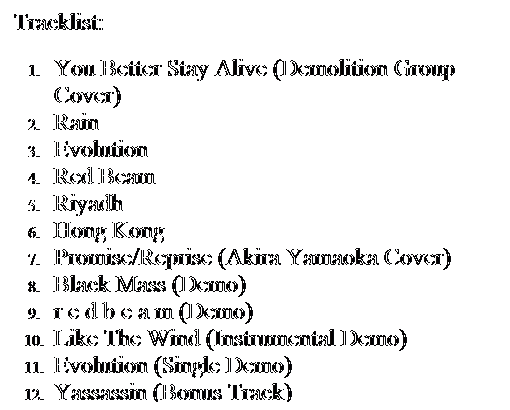 Tracklist:
1. You Better Stay Alive (Demolition Group
Cover)
2. Rain
3. Evolution
4. Red Beam
5. Riyadh
6. Hong Kong
7. Promise/Reprise (Akira Yamaoka Cover)
8. Black Mass (Demo)
9. r e d b e a m (Demo)
10. Like The Wind (Instrumental Demo)
11. Evolution (Single Demo)
12. Yassassin (Bonus Track)